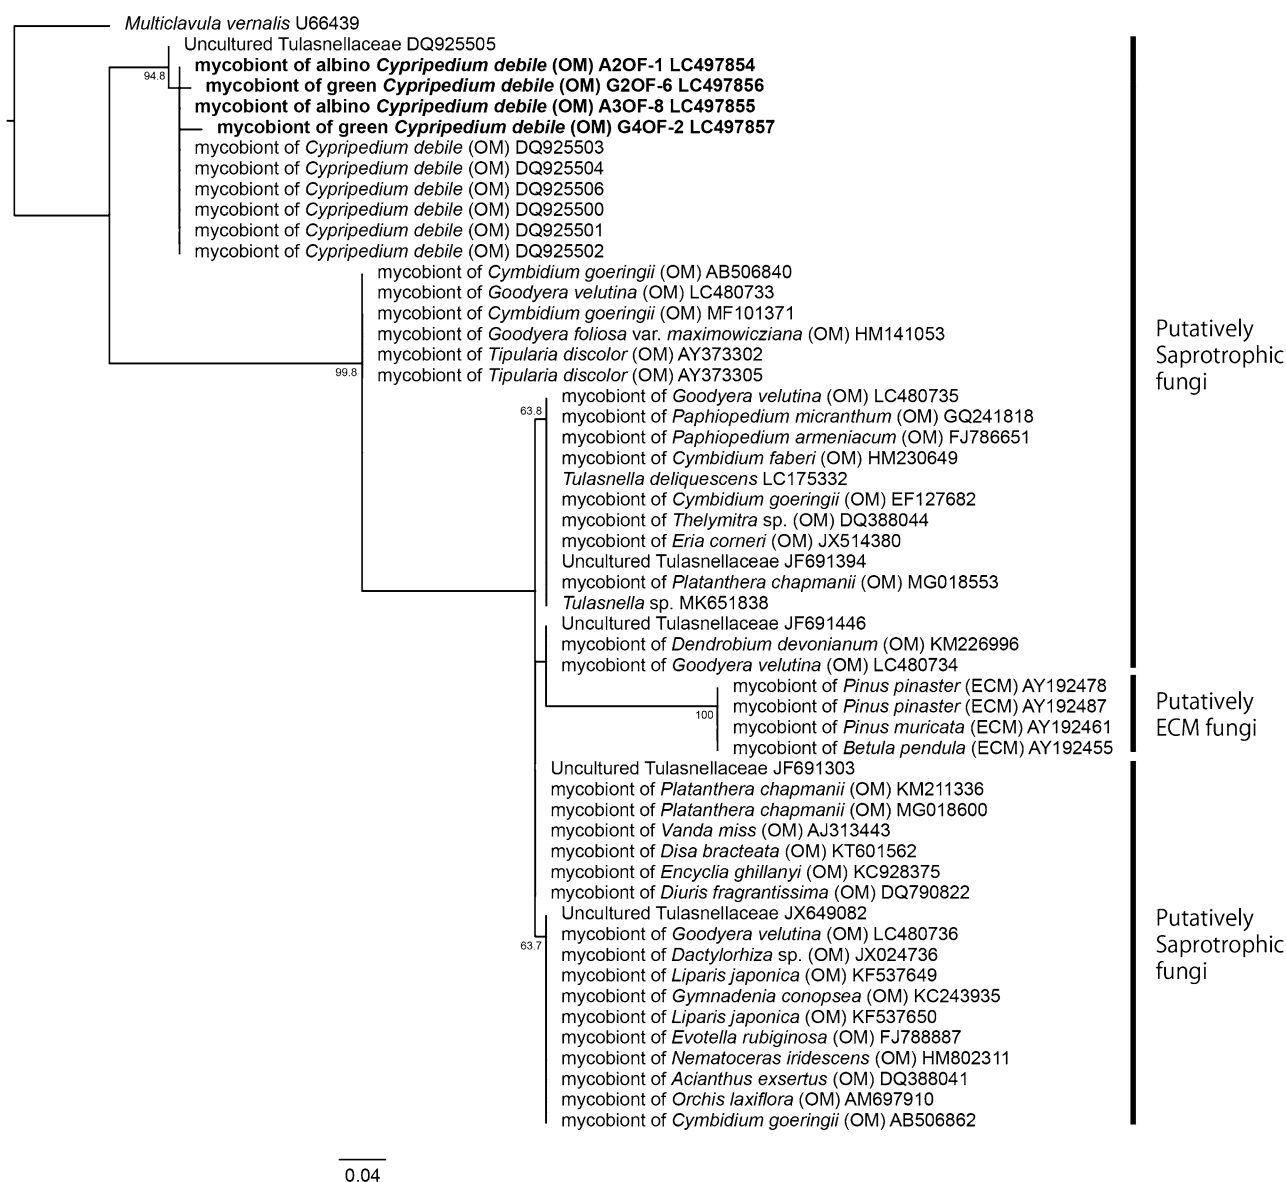 Multiclavula vernalis U66439
Uncultured Tulasnellaceae DQ925505
94.8
mycobiont of albino Cypripedium debile (OM) A2OF-1 LC497854
mycobiont of green Cypripedium debile (OM) G2OF-6 LC497856
mycobiont of albino Cypripedium debile (OM) A3OF-8 LC497855
mycobiont of green Cypripedium debile (OM) G4OF-2 LC497857
mycobiont of Cypripedium debile (OM) DQ925503
mycobiont of Cypripedium debile (OM) DQ925504
mycobiont of Cypripedium debile (OM) DQ925506
mycobiont of Cypripedium debile (OM) DQ925500
mycobiont of Cypripedium debile (OM) DQ925501
mycobiont of Cypripedium debile (OM) DQ925502
mycobiont of Cymbidium goeringii (OM) AB506840
mycobiont of Goodyera velutina (OM) LC480733
mycobiont of Cymbidium goeringii (OM) MF101371
mycobiont of Goodyera foliosa var. maximowicziana (OM) HM141053
mycobiont of Tipularia discolor (OM) AY373302
mycobiont of Tipularia discolor (OM) AY373305
99.8
Putatively
Saprotrophic
fungi
mycobiont of Goodyera velutina (OM) LC480735
63.8
mycobiont of Paphiopedium micranthum (OM) GQ241818
mycobiont of Paphiopedium armeniacum (OM) FJ786651
mycobiont of Cymbidium faberi (OM) HM230649
Tulasnella deliquescens LC175332
mycobiont of Cymbidium goeringii (OM) EF127682
mycobiont of Thelymitra sp. (OM) DQ388044
mycobiont of Eria corneri (OM) JX514380
Uncultured Tulasnellaceae JF691394
mycobiont of Platanthera chapmanii (OM) MG018553
Tulasnella sp. MK651838
Uncultured Tulasnellaceae JF691446
mycobiont of Dendrobium devonianum (OM) KM226996
mycobiont of Goodyera velutina (OM) LC480734
mycobiont of Pinus pinaster (ECM) AY192478
mycobiont of Pinus pinaster (ECM) AY192487
100
mycobiont of Pinus muricata (ECM) AY192461
mycobiont of Betula pendula (ECM) AY192455
Putatively
ECM fungi
Uncultured Tulasnellaceae JF691303
mycobiont of Platanthera chapmanii (OM) KM211336
mycobiont of Platanthera chapmanii (OM) MG018600
mycobiont of Vanda miss (OM) AJ313443
mycobiont of Disa bracteata (OM) KT601562
mycobiont of Encyclia ghillanyi (OM) KC928375
mycobiont of Diuris fragrantissima (OM) DQ790822
Uncultured Tulasnellaceae JX649082
mycobiont of Goodyera velutina (OM) LC480736
63.7
mycobiont of Dactylorhiza sp. (OM) JX024736
mycobiont of Liparis japonica (OM) KF537649
mycobiont of Gymnadenia conopsea (OM) KC243935
mycobiont of Liparis japonica (OM) KF537650
mycobiont of Evotella rubiginosa (OM) FJ788887
mycobiont of Nematoceras iridescens (OM) HM802311
mycobiont of Acianthus exsertus (OM) DQ388041
mycobiont of Orchis laxiflora (OM) AM697910
mycobiont of Cymbidium goeringii (OM) AB506862
Putatively
Saprotrophic
fungi
0.04